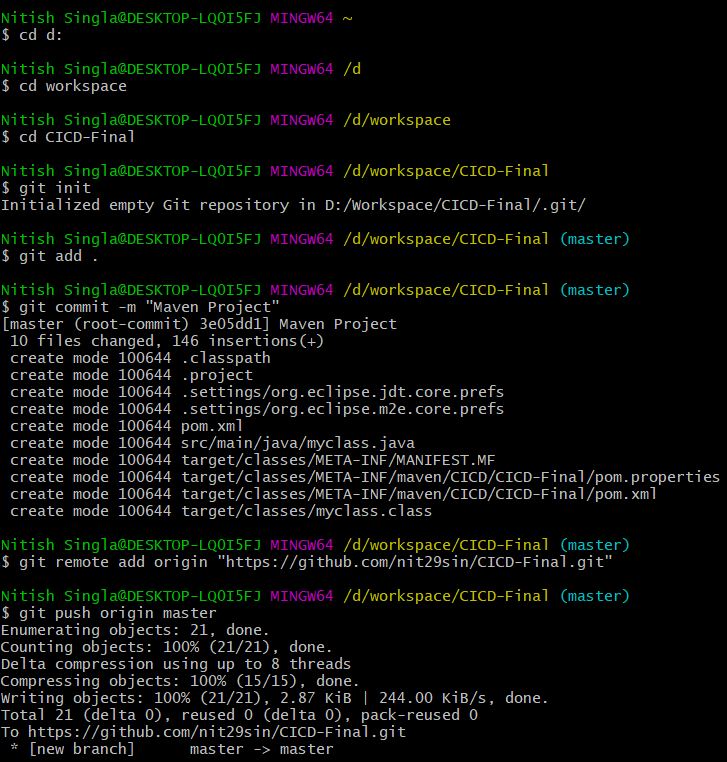 Nitish Singla@DESKTOP-LQOI5FJ MINGW64 ~
$ cd d:
Nitish Singla@DESKTOP-LQOI5FJ MINGW64 /d
$ cd workspace
Nitish Singla@DESKTOP-LQOI5FJ MINGW64 /d/workspace
$ cd CICD-Final
Nitish Singla@DESKTOP-LQOI5FJ MINGW64 /d/workspace/CICD-Final
$ git init
Initialized empty Git repository in D:/Workspace/CICD-Final/.git/
Nitish Singla@DESKTOP-LQOI5FJ MINGW64 /d/workspace/CICD-Final (master)
$ git add .
Nitish Singla@DESKTOP-LQOI5FJ MINGW64 /d/workspace/CICD-Final (master)
$ git commit -m "Maven Project"
[master (root-commit) 3e05dd1] Maven Project
 10 files changed, 146 insertions(+)
 create mode 100644 .classpath
 create mode 100644 .project
 create mode 100644 .settings/org.eclipse.jdt.core.prefs
 create mode 100644 .settings/org.eclipse.m2e.core.prefs
 create mode 100644 pom.xml
 create mode 100644 src/main/java/myclass.java
 create mode 100644 target/classes/META-INF/MANIFEST.MF
 create mode 100644 target/classes/META-INF/maven/CICD/CICD-Final/pom.properties
 create mode 100644 target/classes/META-INF/maven/CICD/CICD-Final/pom.xml
 create mode 100644 target/classes/myclass.class
Nitish Singla@DESKTOP-LQOI5FJ MINGW64 /d/workspace/CICD-Final (master)
$ git remote add origin "https://github.com/nit29sin/CICD-Final.git"
Nitish Singla@DESKTOP-LQOI5FJ MINGW64 /d/workspace/CICD-Final (master)
$ git push origin master
Enumerating objects: 21, done.
Counting objects: 100% (21/21), done.
Delta compression using up to 8 threads
Compressing objects: 100% (15/15), done.
Writing objects: 100% (21/21), 2.87 KiB | 244.00 KiB/s, done.
Total 21 (delta 0), reused 0 (delta 0), pack-reused 0
To https://github.com/nit29sin/CICD-Final.git
 * [new branch]      master -> master